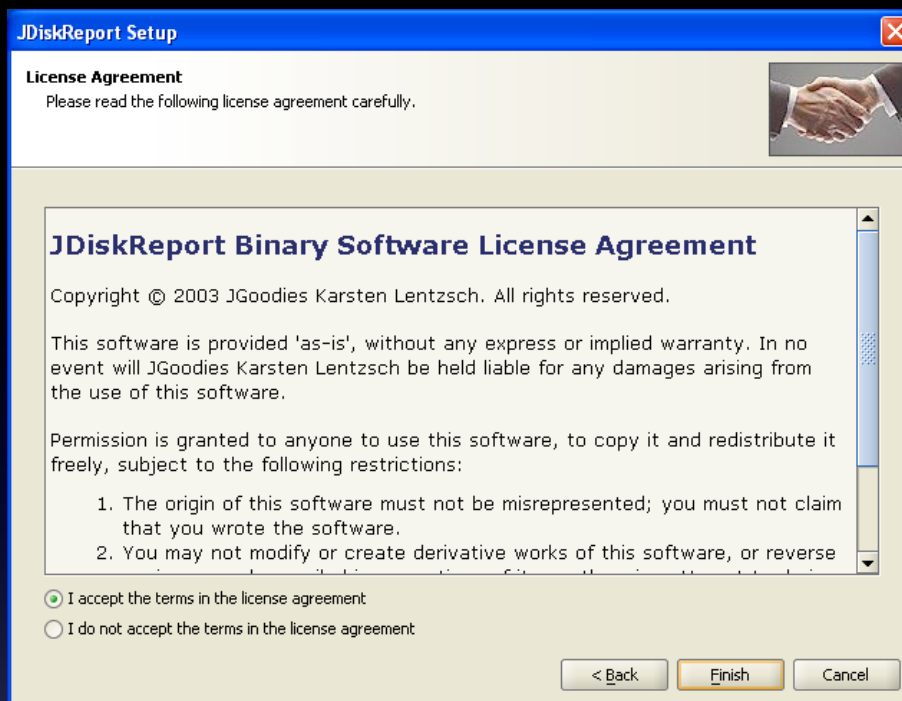 JDiskReport Setup
License Agreement
Please read the following license agreement carefully.
JDiskReport Binary Software License Agreement
Copyright © 2003 JGoodies Karsten Lentzsch. All rights reserved.
This software is provided 'as-is', without any express or implied warranty. In no
event will JGoodies Karsten Lentzsch be held liable for any damages arising from
the use of this software.
Permission is granted to anyone to use this software, to copy it and redistribute it
freely, subject to the following restrictions:
1. The origin of this software must not be misrepresented; you must not claim
that you wrote the software.
2. You may not modify or create derivative works of this software, or reverse
I accept the terms in the license agreement
I do not accept the terms in the license agreement
< Back
Finish
Cancel